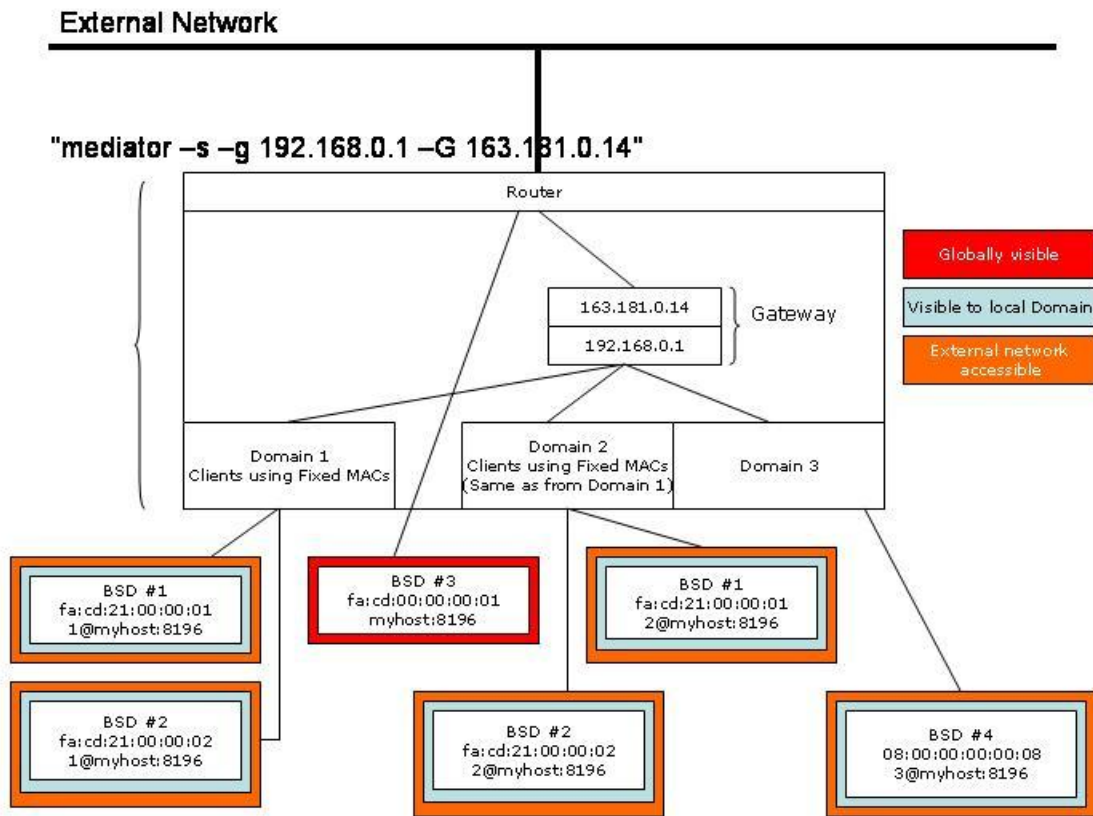 External Network
"mediator –s –g 192.168.0.1 –G 163.181.0.14"
Router
Globally visible
163.181.0.14
Gateway
Visible to local Domain
192.168.0.1
External network
accessible
Domain 1
Clients using Fixed MACs
Domain 2
Clients using Fixed MACs
(Same as from Domain 1)
Domain 3
BSD #1
fa:cd:21:00:00:01
1@myhost:8196
BSD #3
fa:cd:00:00:00:01
myhost:8196
BSD #1
fa:cd:21:00:00:01
2@myhost:8196
BSD #2
fa:cd:21:00:00:02
1@myhost:8196
BSD #2
fa:cd:21:00:00:02
2@myhost:8196
BSD #4
08:00:00:00:00:08
3@myhost:8196